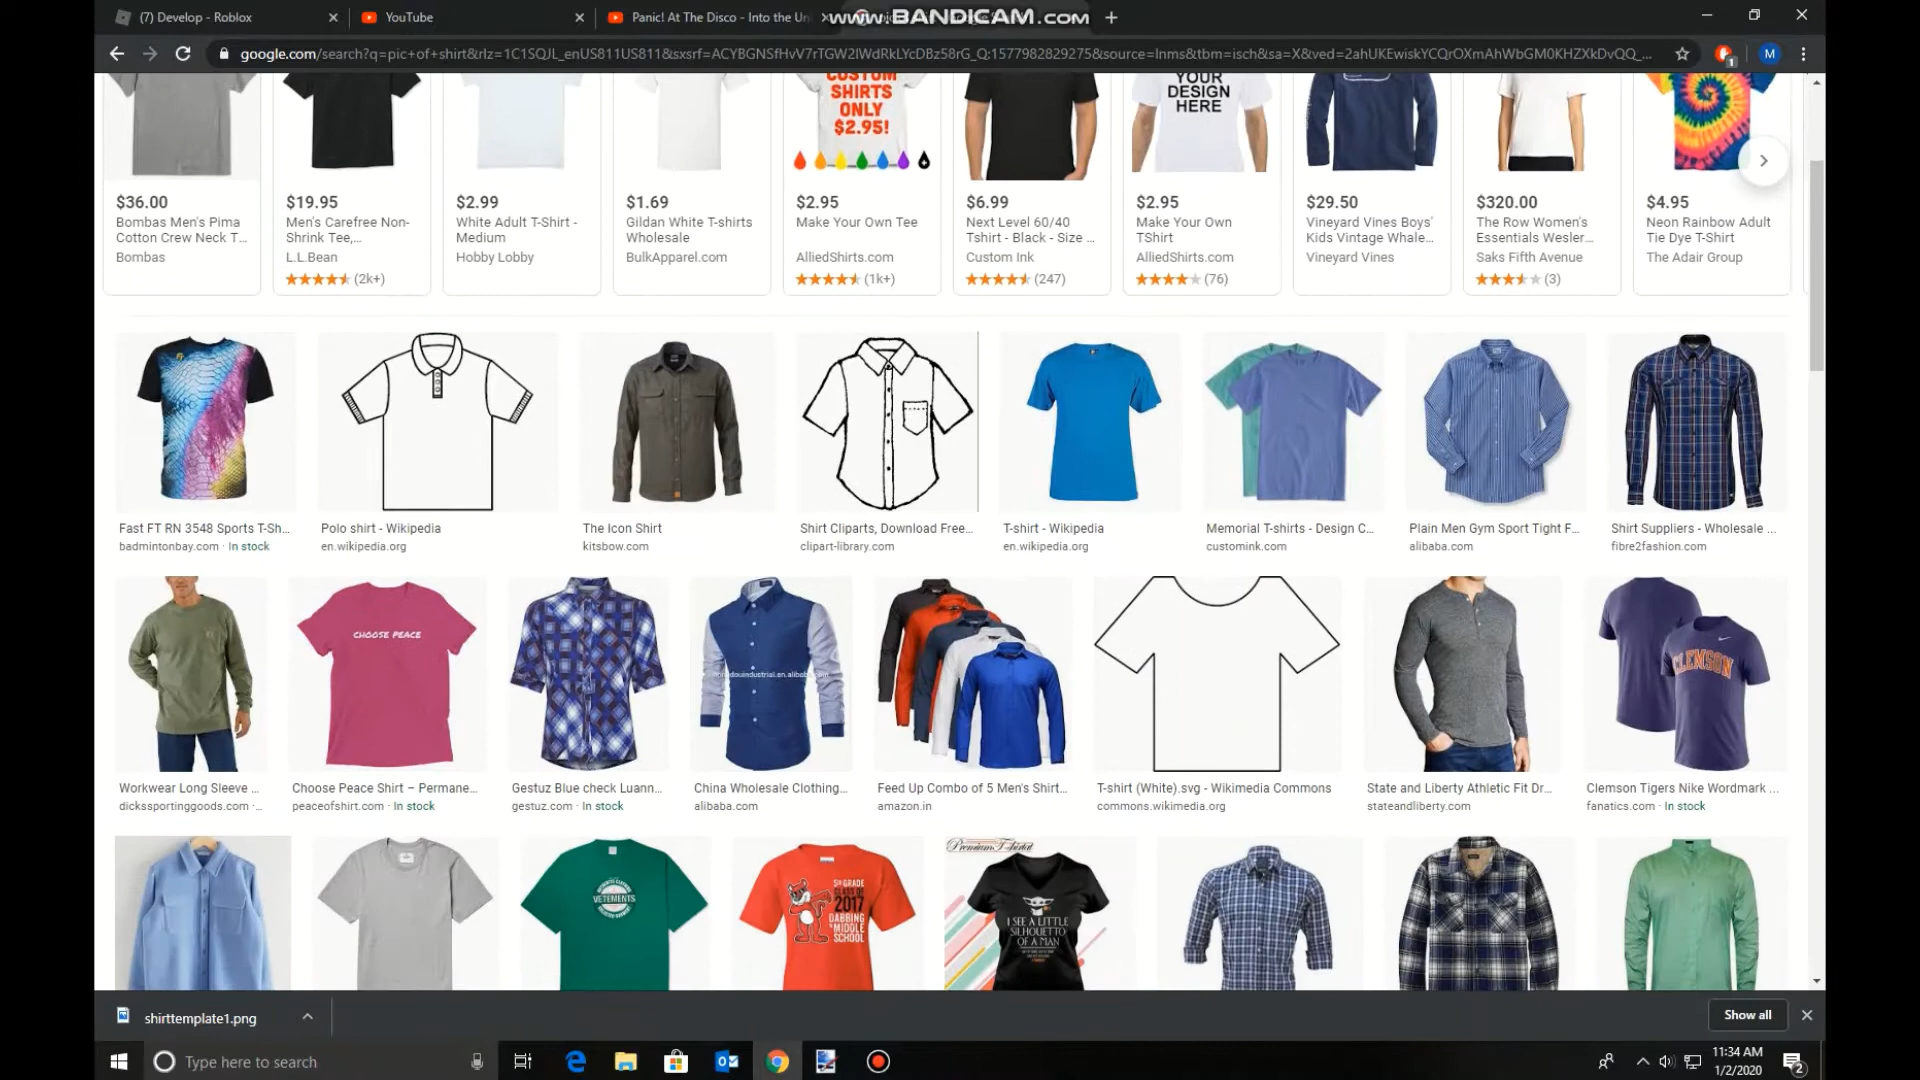 (7) Develop - Roblox
YouTube
Panic! At The Disco - Into the Un
www.BANDICAM.com
google.com/search?q=pic+of+shirt&rlz=1C1SQJL_enUS811US811&sxsrf=ACYBGNSfHvV7rTGW2lWdRkLYcDBz58rG_Q:1577982829275&source=lnms&tbm=isch&sa=X&ved=2ahUKEwiskYCQrOXmAhWbGM0KHZXkDvQQ_...
1
M
CUSTOM
SHIRTS
ONLY
$2.95!
YOUR
DESIGN
HERE
$36.00
Bombas Men's Pima
Cotton Crew Neck T...
Bombas
$19.95
Men's Carefree Non-
Shrink Tee,...
L.L.Bean
(2k+)
$2.99
White Adult T-Shirt -
Medium
Hobby Lobby
$1.69
Gildan White T-shirts
Wholesale
BulkApparel.com
$2.95
Make Your Own Tee
AlliedShirts.com
(1k+)
$6.99
Next Level 60/40
Tshirt - Black - Size ...
Custom Ink
(247)
$2.95
Make Your Own
TShirt
AlliedShirts.com
(76)
$29.50
Vineyard Vines Boys'
Kids Vintage Whale...
Vineyard Vines
$320.00
The Row Women's
Essentials Wesler...
Saks Fifth Avenue
(3)
$4.95
Neon Rainbow Adult
Tie Dye T-Shirt
The Adair Group
Fast FT RN 3548 Sports T-Sh...
badmintonbay.com · In stock
Polo shirt - Wikipedia
en.wikipedia.org
The Icon Shirt
kitsbow.com
Shirt Cliparts, Download Free...
clipart-library.com
T-shirt - Wikipedia
en.wikipedia.org
Memorial T-shirts - Design C...
customink.com
Plain Men Gym Sport Tight F...
alibaba.com
Shirt Suppliers - Wholesale ...
fibre2fashion.com
CHOOSE PEACE
CLEMSON
Workwear Long Sleeve ...
dickssportinggoods.com ·...
Choose Peace Shirt – Permane...
peaceofshirt.com · In stock
Gestuz Blue check Luann...
gestuz.com · In stock
China Wholesale Clothing...
alibaba.com
Feed Up Combo of 5 Men's Shirt...
amazon.in
T-shirt (White).svg - Wikimedia Commons
commons.wikimedia.org
State and Liberty Athletic Fit Dr...
stateandliberty.com
Clemson Tigers Nike Wordmark ...
fanatics.com · In stock
VETEMENTS
5TH GRADE
CLASS OF
2017
DABBING
TO MIDDLE
SCHOOL
Premium T-shirt
I SEE A LITTLE
SILHOUETTO
OF A MAN
shirttemplate1.png
Show all
Type here to search
11:34 AM
1/2/2020
2